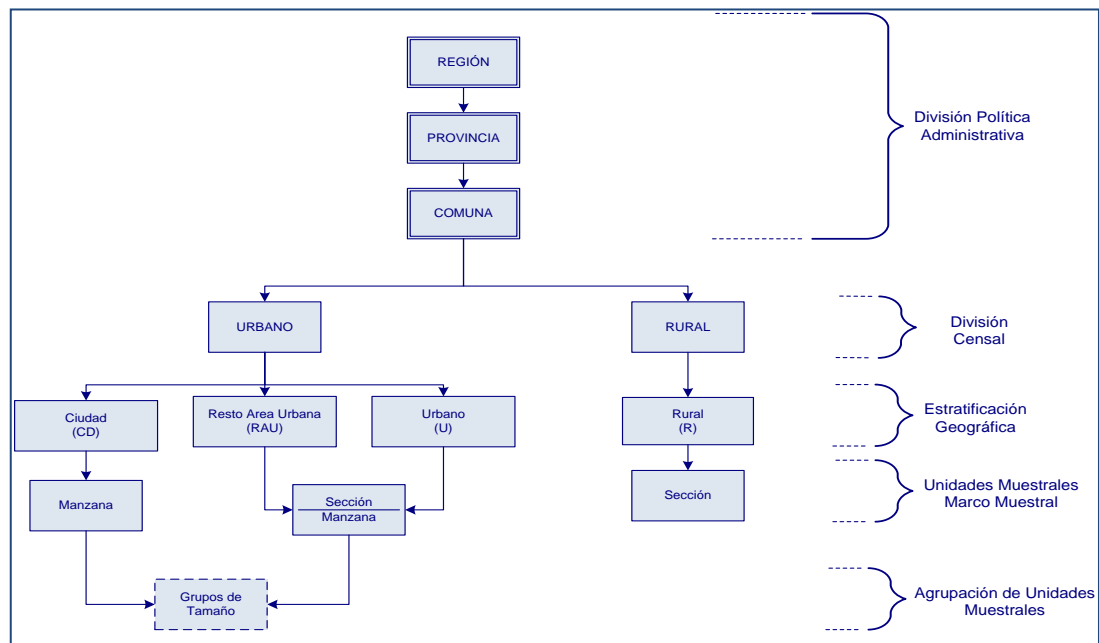 REGIÓN
PROVINCIA
COMUNA
División Política
Administrativa
URBANO
RURAL
División
Censal
Ciudad
(CD)
Resto Area Urbana
(RAU)
Urbano
(U)
Rural
(R)
Estratificación
Geográfica
Manzana
Sección
Manzana
Sección
Unidades Muestrales
Marco Muestral
Grupos de
Tamaño
Agrupación de Unidades
Muestrales